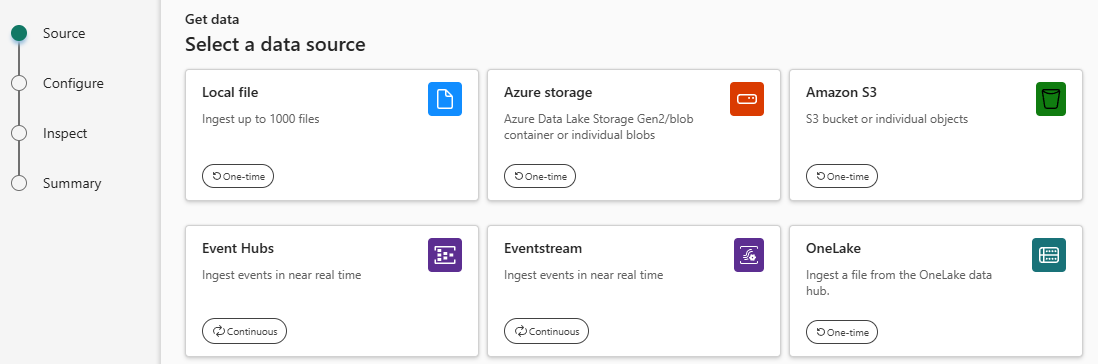 Source
Configure
Inspect
Summary
Get data
Select a data source
Local file
Ingest up to 1000 files
One-time
Azure storage
Azure Data Lake Storage Gen2/blob
container or individual blobs
One-time
Amazon S3
S3 bucket or individual objects
One-time
Event Hubs
Ingest events in near real time
Continuous
Eventstream
Ingest events in near real time
Continuous
OneLake
Ingest a file from the OneLake data
hub.
One-time